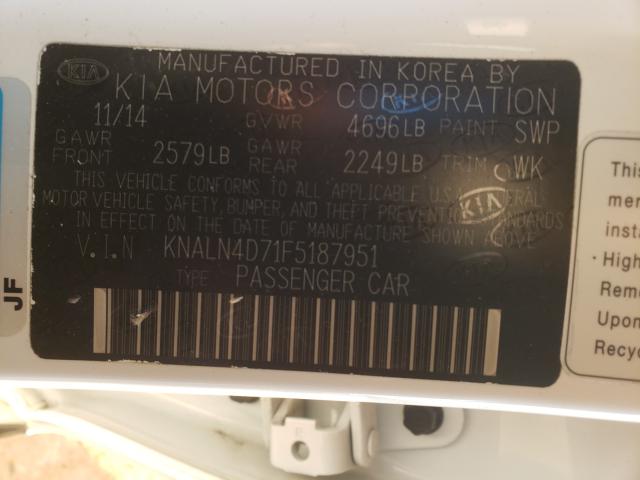 MANUFACTURED IN KOREA BY
KIA KIA MOTORS CORPORATION
11/14 GVWR 4696LB PAINT SWP
GAWR FRONT 2579LB GAWR REAR 2249LB TRIM WK
THIS VEHICLE CONFORMS TO ALL APPLICABLE U.S.A FEDERAL
MOTOR VEHICLE SAFETY, BUMPER, AND THEFT PREVENTION STANDARDS
IN EFFECT ON THE DATE OF MANUFACTURE SHOWN ABOVE
V.I.N KNALN4D71F5187951
TYPE PASSENGER CAR
KIA
JF
This
men
insta
• High
Remo
Upon
Recyc